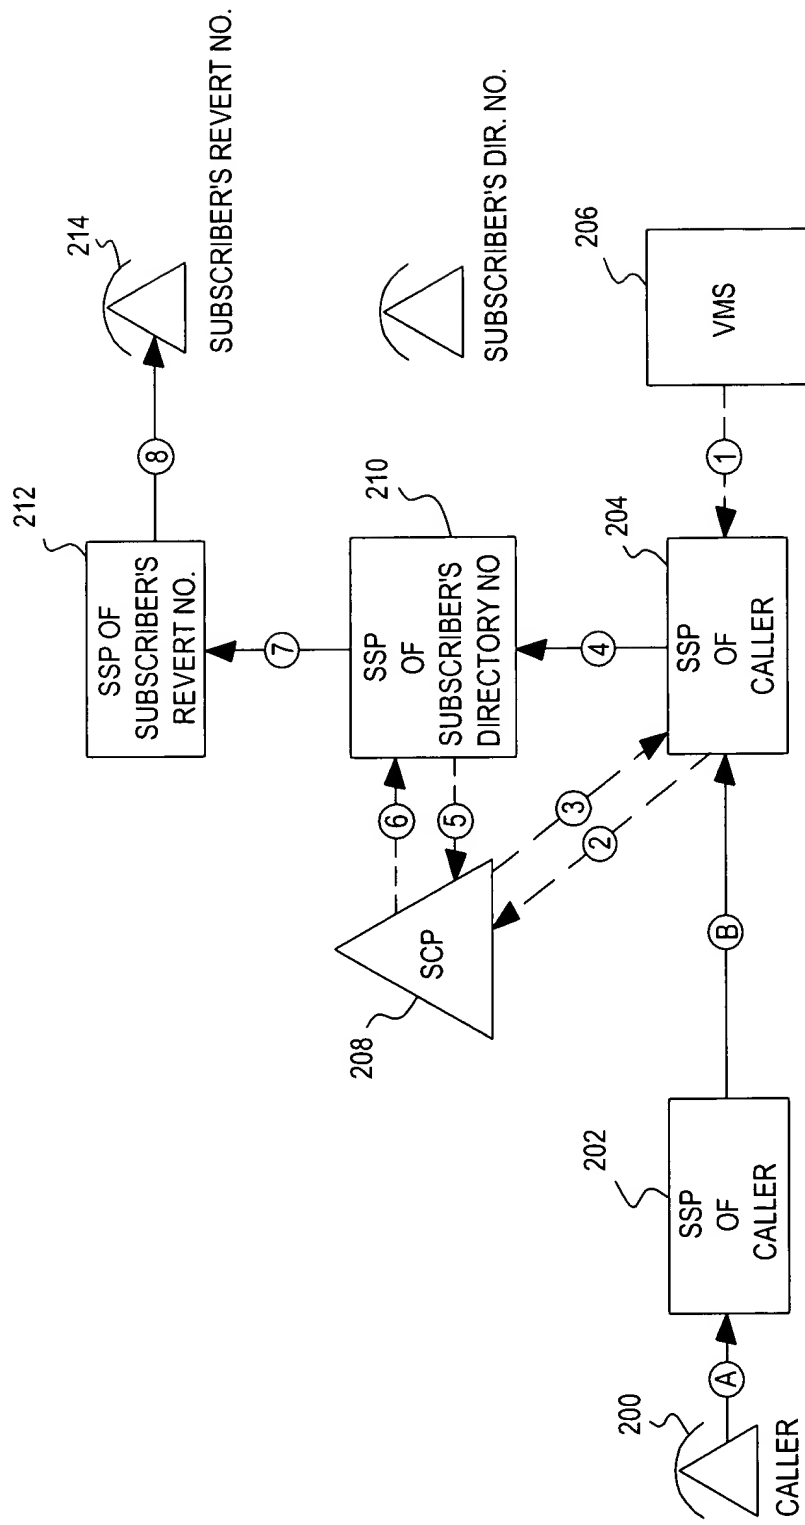 214
SUBSCRIBER'S REVERT NO.
8
212
SSP OF
SUBSCRIBER'S
REVERT NO.
7
SUBSCRIBER'S DIR. NO.
210
SSP
OF
SUBSCRIBER'S
DIRECTORY NO
6
5
SCP
208
3
2
4
206
VMS
1
204
SSP
OF
CALLER
B
202
SSP
OF
CALLER
A
200
CALLER